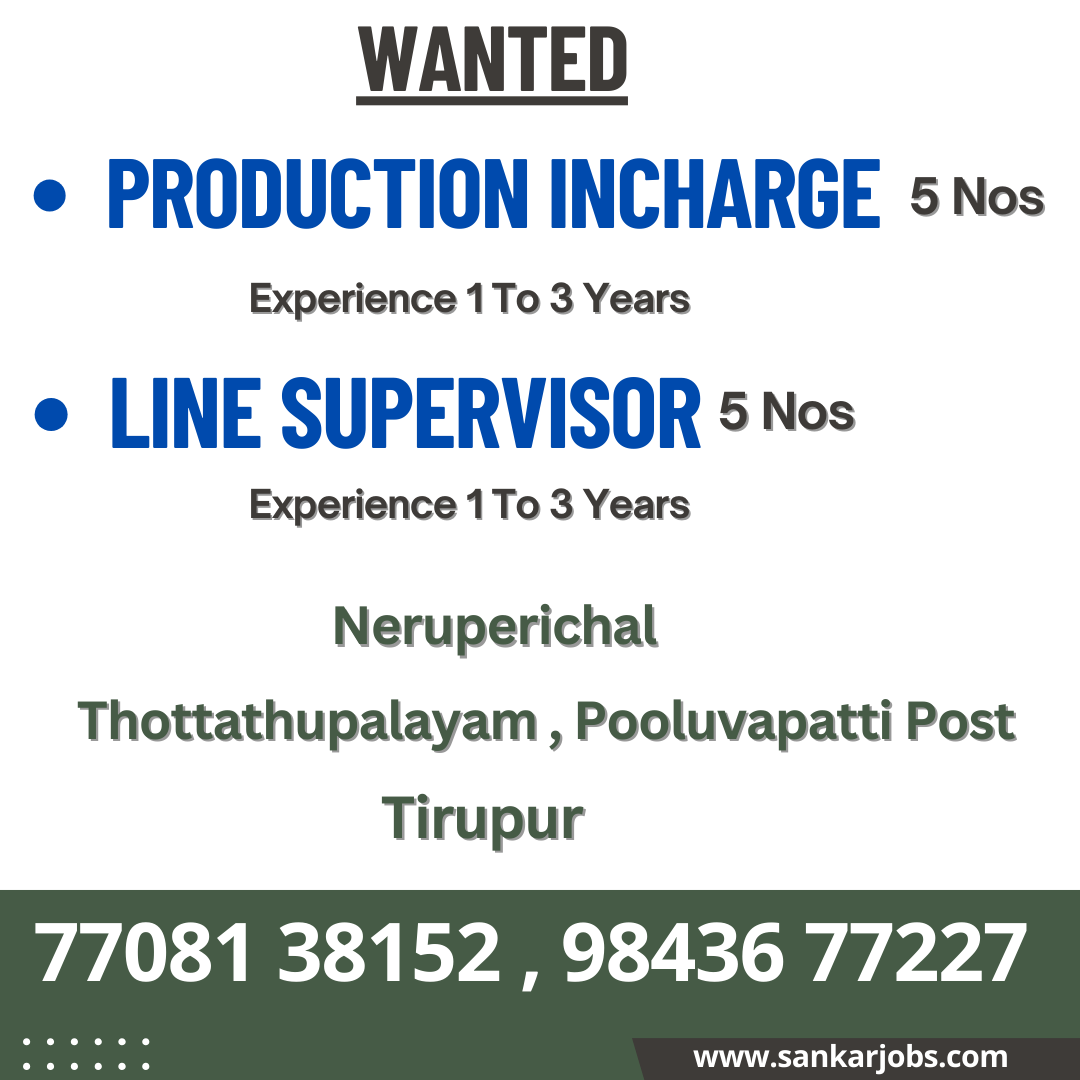 WANTED
• PRODUCTION INCHARGE 5 Nos
Experience 1 To 3 Years
• LINE SUPERVISOR 5 Nos
Experience 1 To 3 Years
Neruperichal
Thottathupalayam , Pooluvapatti Post
Tirupur
77081 38152 , 98436 77227
www.sankarjobs.com